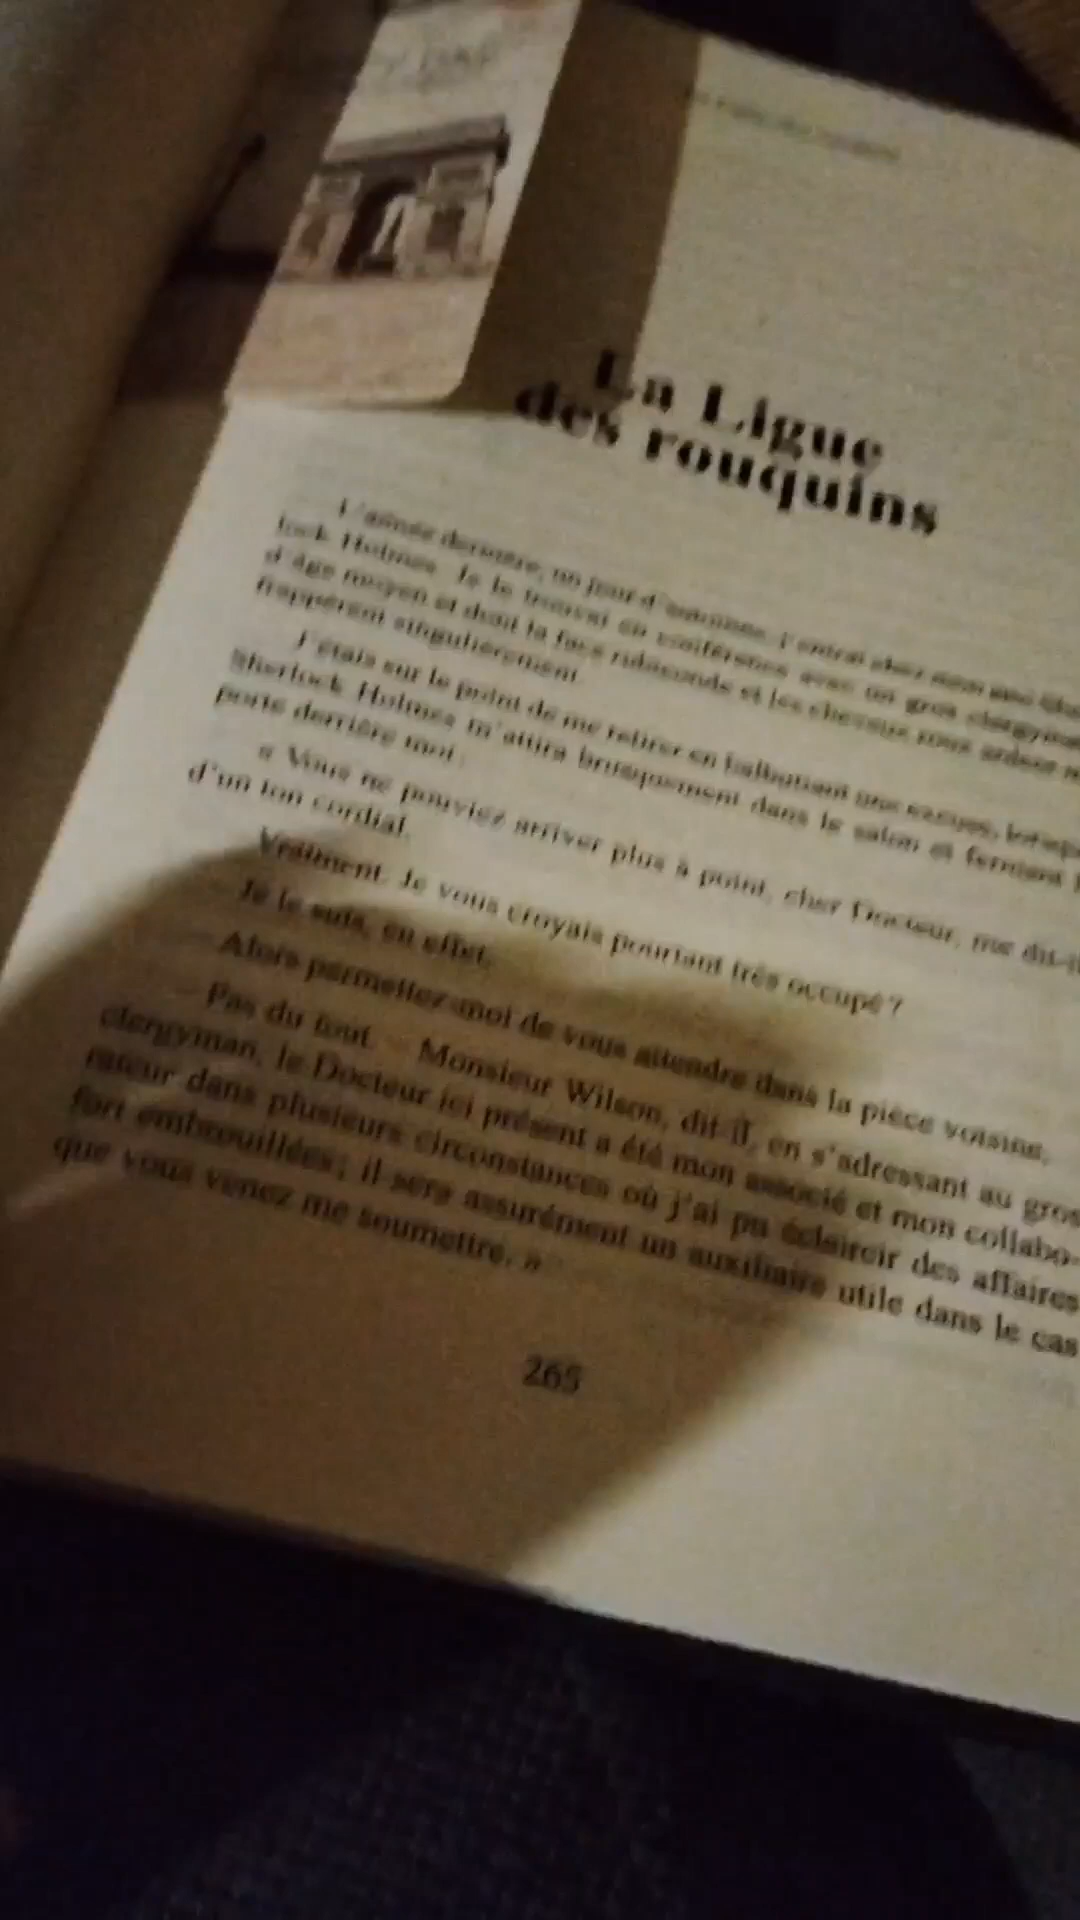 La Ligue
des rouquins
L'année dernière, un jour d'automne, j'entrai chez mon ami Sher-
lock Holmes. Je le trouvai en conférence avec un gros clergyman
d'âge moyen et dont la face rubiconde et les cheveux roux ardent
frappèrent singulièrement.
J'étais sur le point de me retirer en balbutiant une excuse, lorsque
Sherlock Holmes m'attira brusquement dans le salon et fermant
porte derrière moi :
« Vous ne pouviez arriver plus à point, cher Docteur, me dit-il
d'un ton cordial.
Vraiment. Je vous croyais pourtant très occupé ?
– Je le suis, en effet.
– Alors permettez-moi de vous attendre dans la pièce voisine.
– Pas du tout. – Monsieur Wilson, dit-il, en s'adressant au gros
clergyman, le Docteur ici présent a été mon associé et mon collabo-
rateur dans plusieurs circonstances où j'ai pu éclaircir des affaires
fort embrouillées ; il sera assurément un auxiliaire utile dans le cas
que vous venez me soumettre. »
265